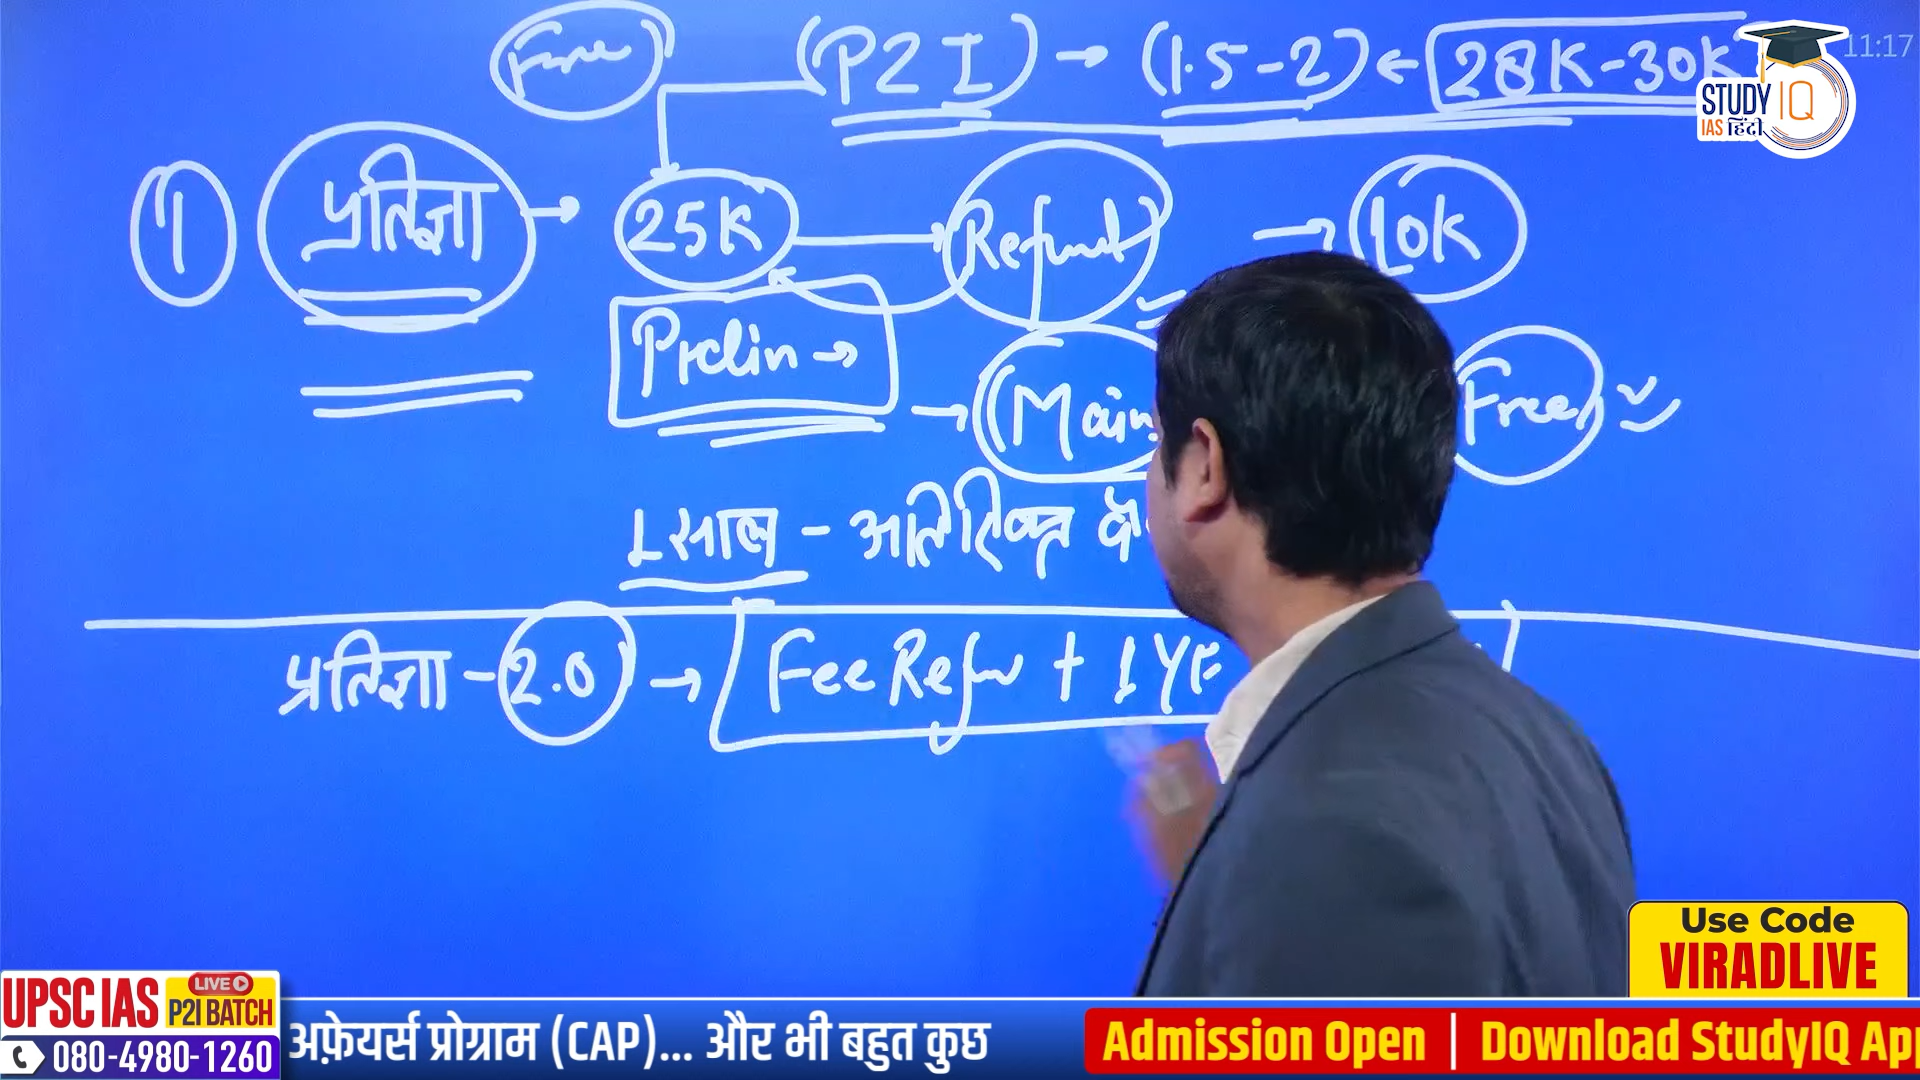 Free (P2I) → (1.5-2) ← 28K-30K 11:17
STUDY IQ
IAS हिंदी
1 प्रतिज्ञा → 25K → Refund → 10K
Prelim → → Main Free
1 साल - अतिरिक्त
प्रतिज्ञा - 2.0 → Fee Refu + 1 Y
Use Code
VIRADLIVE
UPSC IAS LIVE
P2I BATCH
080-4980-1260
अफ़ेयर्स प्रोग्राम (CAP)... और भी बहुत कुछ
Admission Open | Download StudyIQ Ap